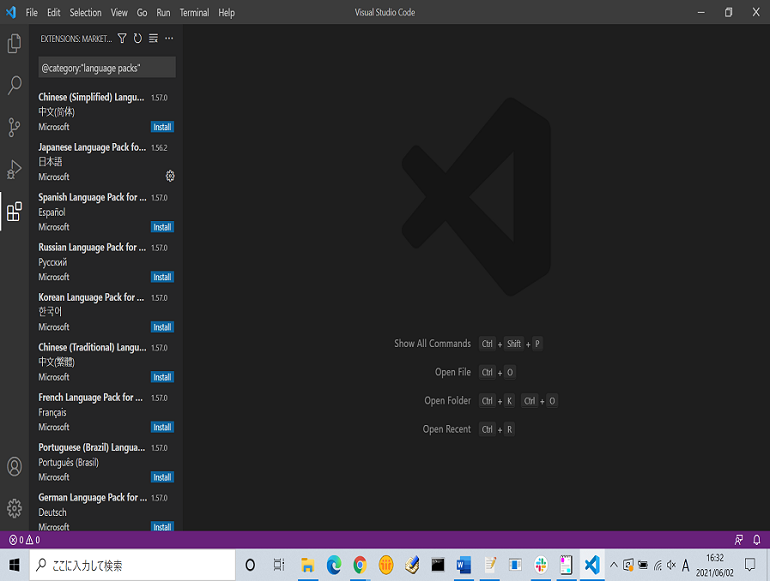 File Edit Selection View Go Run Terminal Help
Visual Studio Code
EXTENSIONS: MARKET...
@category:"language packs"
Chinese (Simplified) Langu... 1.57.0
中文(简体)
Microsoft Install
Japanese Language Pack fo... 1.56.2
日本語
Microsoft
Spanish Language Pack for ... 1.57.0
Español
Microsoft Install
Russian Language Pack for ... 1.57.0
Русский
Microsoft Install
Korean Language Pack for ... 1.57.0
한국어
Microsoft Install
Chinese (Traditional) Langu... 1.57.0
中文(繁體)
Microsoft Install
French Language Pack for ... 1.57.0
Français
Microsoft Install
Portuguese (Brazil) Langua... 1.57.0
Português (Brasil)
Microsoft Install
German Language Pack for ... 1.57.0
Deutsch
Microsoft Install
Show All Commands Ctrl + Shift + P
Open File Ctrl + O
Open Folder Ctrl + K Ctrl + O
Open Recent Ctrl + R
0 0
ここに入力して検索
A
16:32
2021/06/02